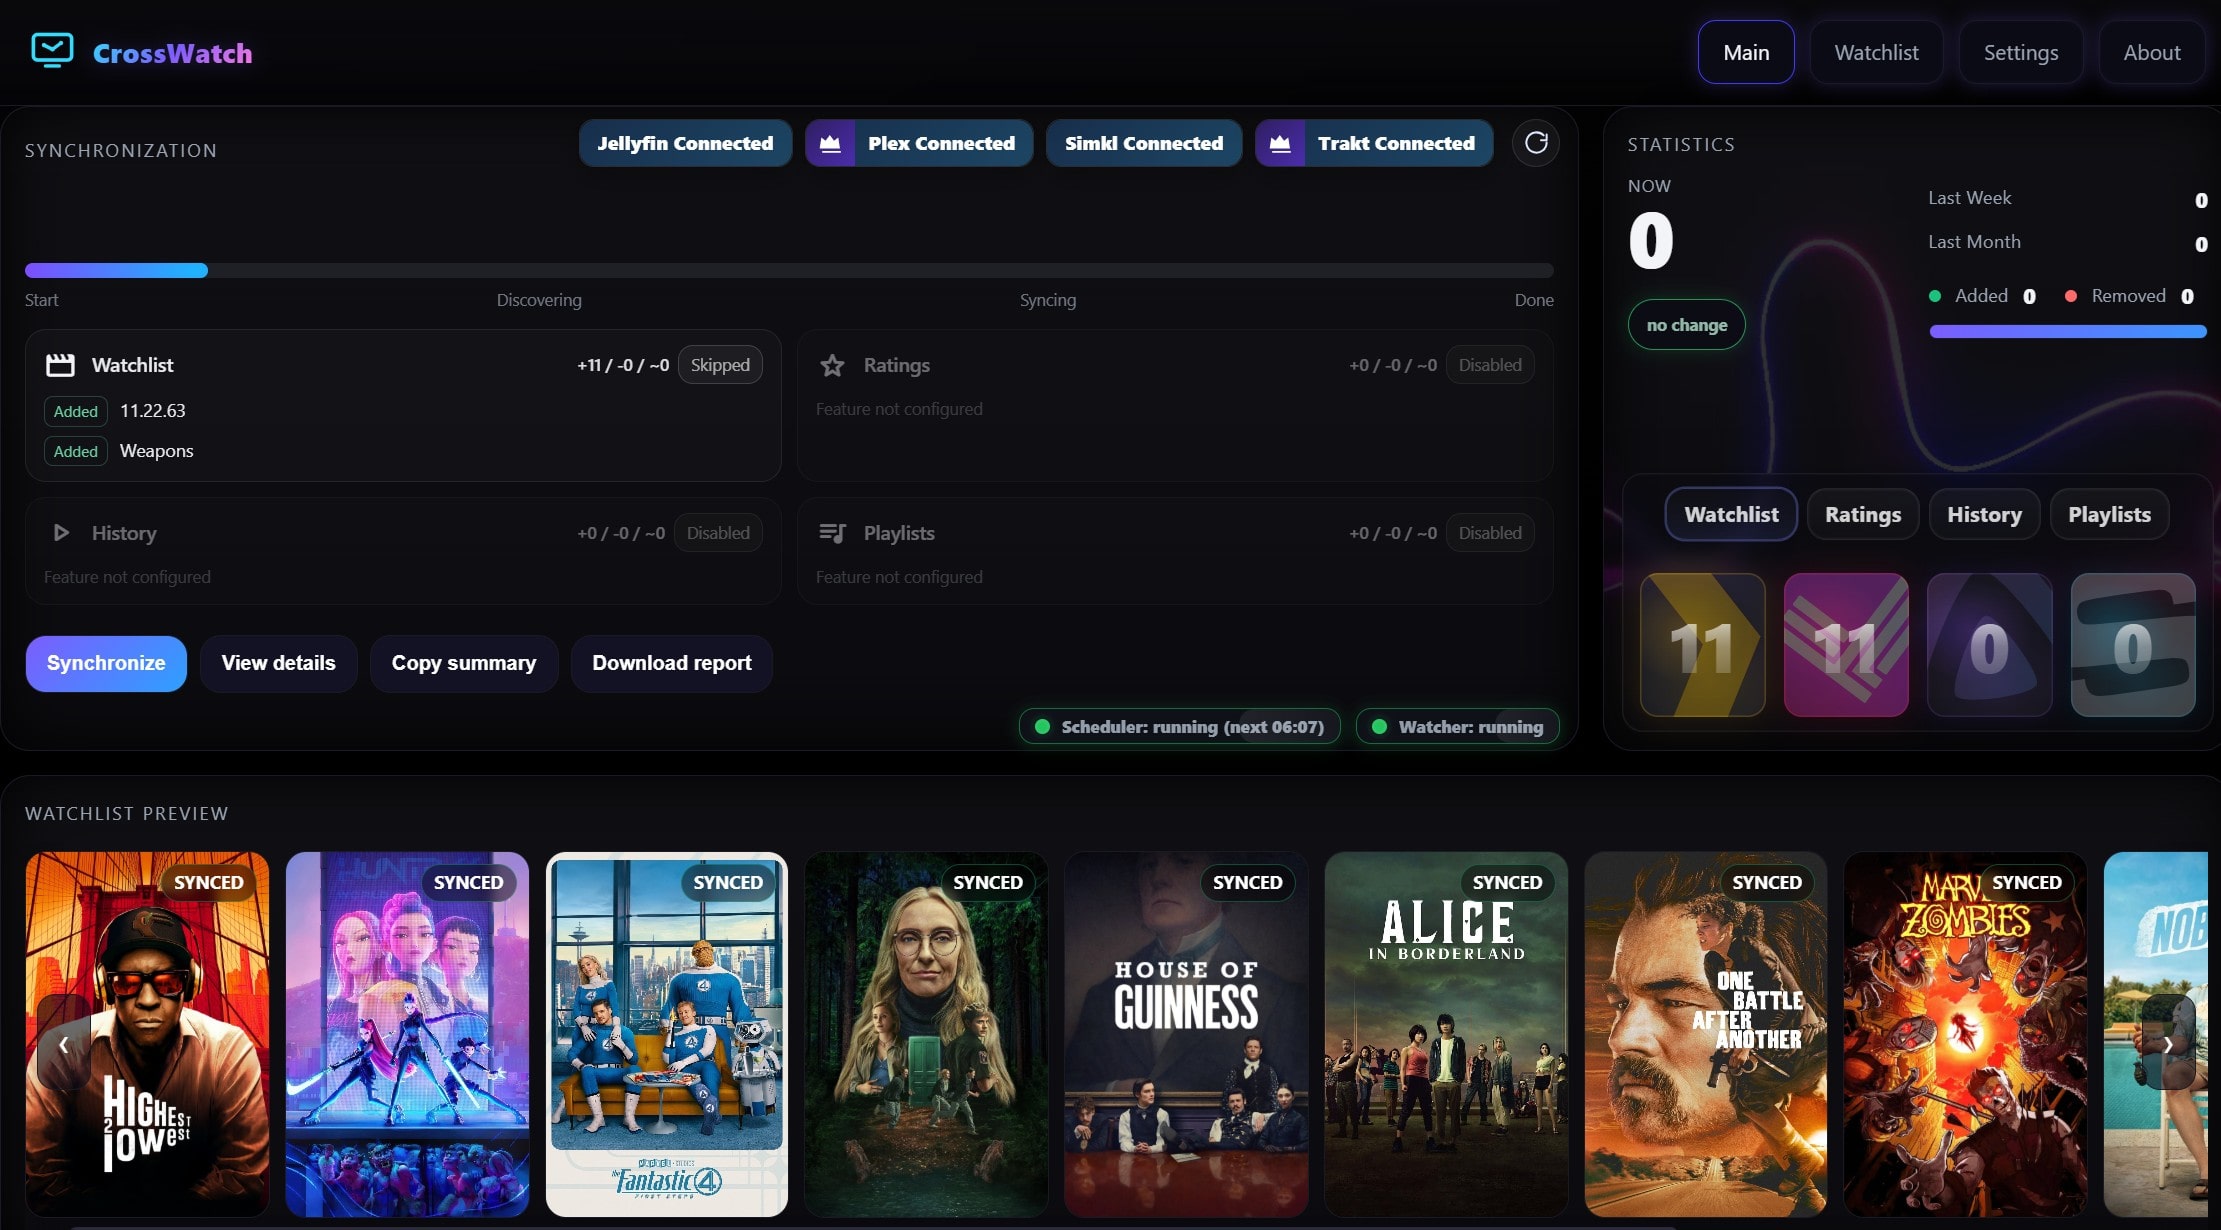 CrossWatch
Main
Watchlist
Settings
About
SYNCHRONIZATION
Jellyfin Connected
Plex Connected
Simkl Connected
Trakt Connected
Start
Discovering
Syncing
Done
Watchlist
+11 / -0 / ~0
Skipped
Added 11.22.63
Added Weapons
Ratings
+0 / -0 / ~0
Disabled
Feature not configured
History
+0 / -0 / ~0
Disabled
Feature not configured
Playlists
+0 / -0 / ~0
Disabled
Feature not configured
Synchronize
View details
Copy summary
Download report
Scheduler: running (next 06:07)
Watcher: running
STATISTICS
NOW
0
no change
Last Week 0
Last Month 0
Added 0 Removed 0
Watchlist
Ratings
History
Playlists
11
11
0
0
WATCHLIST PREVIEW
SYNCED
HIGHEST
2
LOWEST
SYNCED
SYNCED
MARVEL STUDIOS
the
Fantastic 4
FIRST STEPS
SYNCED
SYNCED
HOUSE OF
GUINNESS
SYNCED
ALICE
IN BORDERLAND
SYNCED
ONE
BATTLE
AFTER
ANOTHER
SYNCED
MARV
ZOMBIES
NOB